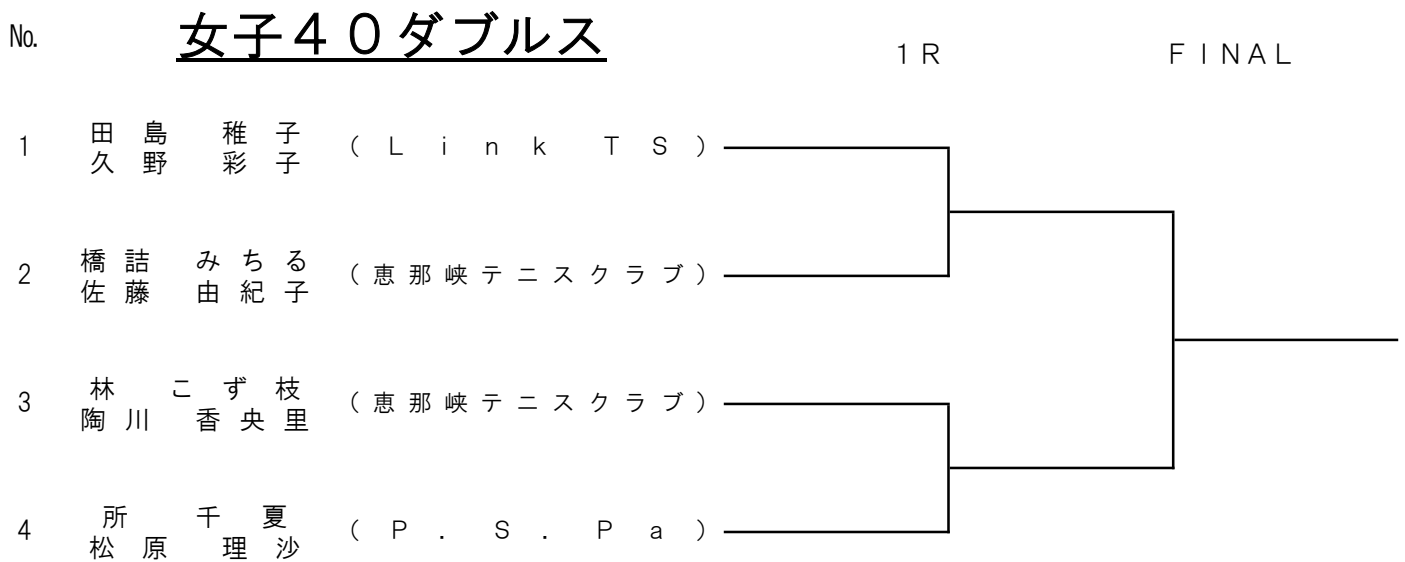 No. 女子４０ダブルス 1R FINAL
1 田島 稚子 (Link TS)
久野 彩子
2 橋詰 みちる (恵那峡テニスクラブ)
佐藤 由紀子
3 林 こず枝 (恵那峡テニスクラブ)
陶川 香央里
4 所 千夏 (P.S.Pa)
松原 理沙